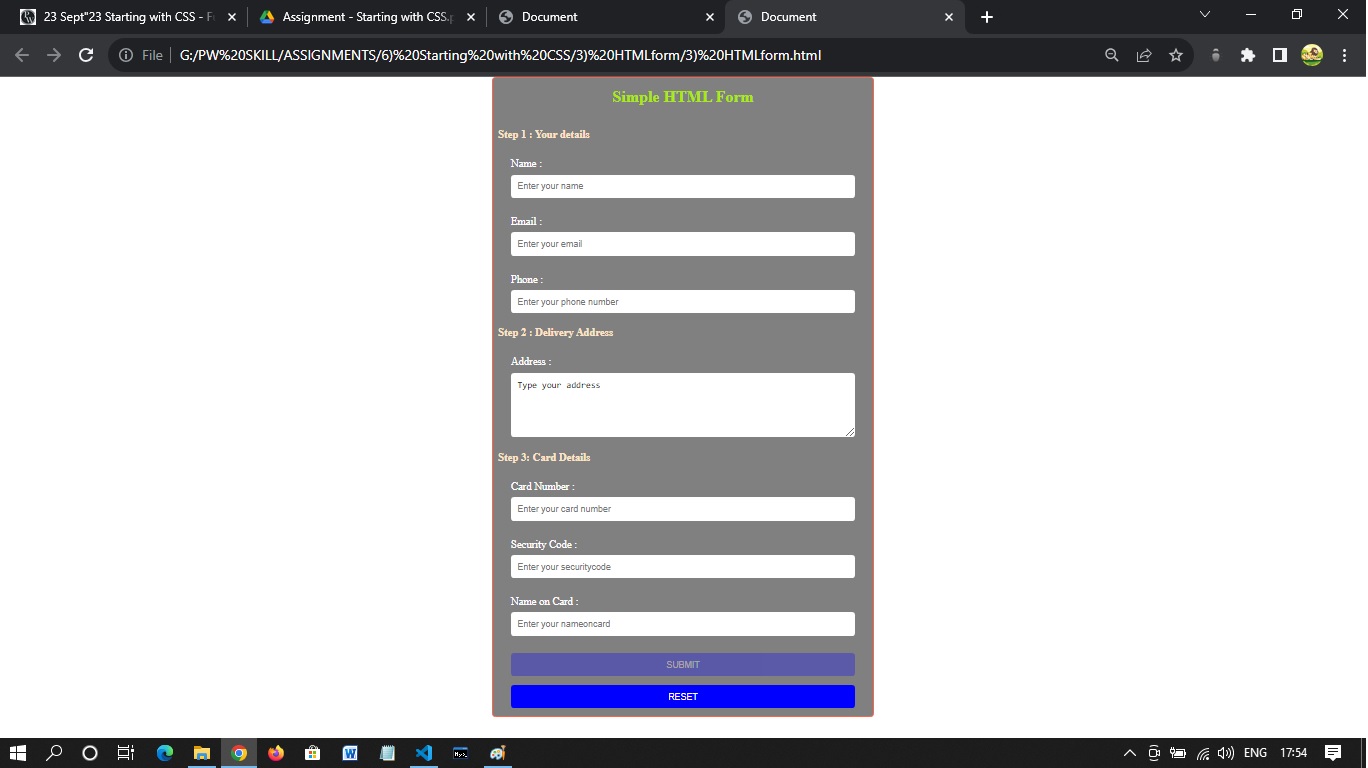 23 Sept"23 Starting with CSS - F
Assignment - Starting with CSS.p
Document
Document
File
G:/PW%20SKILL/ASSIGNMENTS/6)%20Starting%20with%20CSS/3)%20HTMLform/3)%20HTMLform.html
Simple HTML Form
Step 1 : Your details
Name :
Enter your name
Email :
Enter your email
Phone :
Enter your phone number
Step 2 : Delivery Address
Address :
Type your address
Step 3: Card Details
Card Number :
Enter your card number
Security Code :
Enter your securitycode
Name on Card :
Enter your nameoncard
SUBMIT
RESET
ENG
17:54